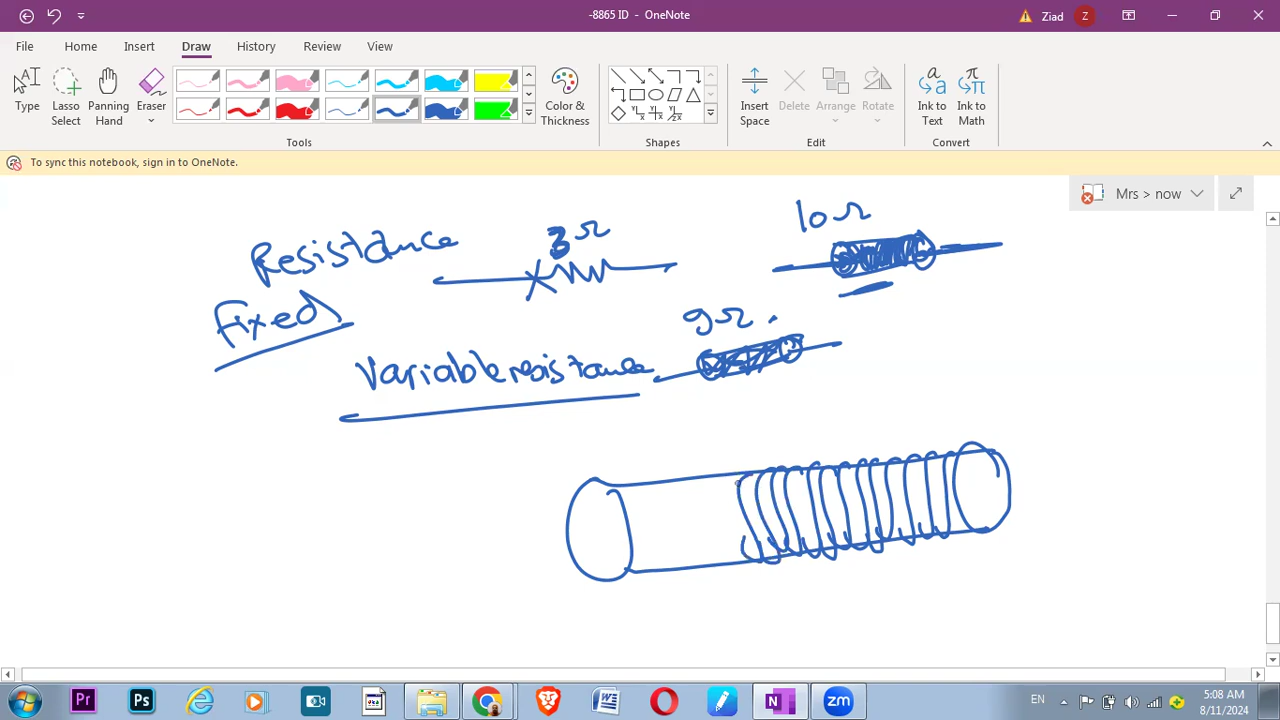 -8865 ID - OneNote
Ziad
Z
File Home Insert Draw History Review View
Type
Lasso Select
Panning Hand
Eraser
Color & Thickness
Insert Space
Delete
Arrange
Rotate
Ink to Text
Ink to Math
Tools
Shapes
Edit
Convert
To sync this notebook, sign in to OneNote.
Mrs > now
Resistance
3Ω
10Ω
fixed
9Ω
Variable resistance
Pr
Ps
EN
5:08 AM
8/11/2024
zm